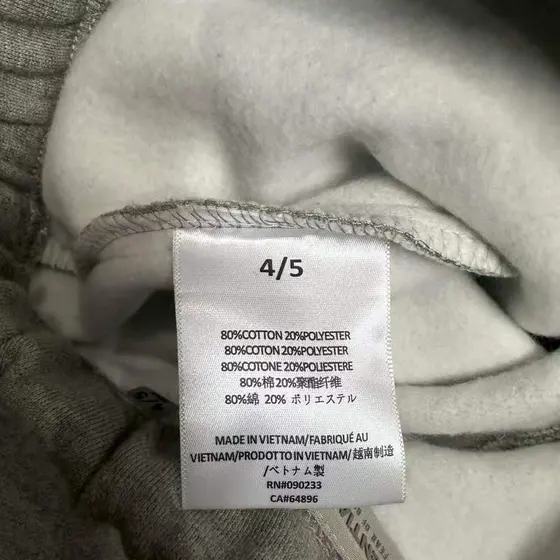 4/5
80%COTTON 20%POLYESTER
80%COTON 20%POLYESTER
80%COTONE 20%POLIESTERE
80%棉 20%聚酯纤维
80%綿 20% ポリエステル
MADE IN VIETNAM/FABRIQUÉ AU
VIETNAM/PRODOTTO IN VIETNAM/越南制造
/ベトナム製
RN#090233
CA#64896